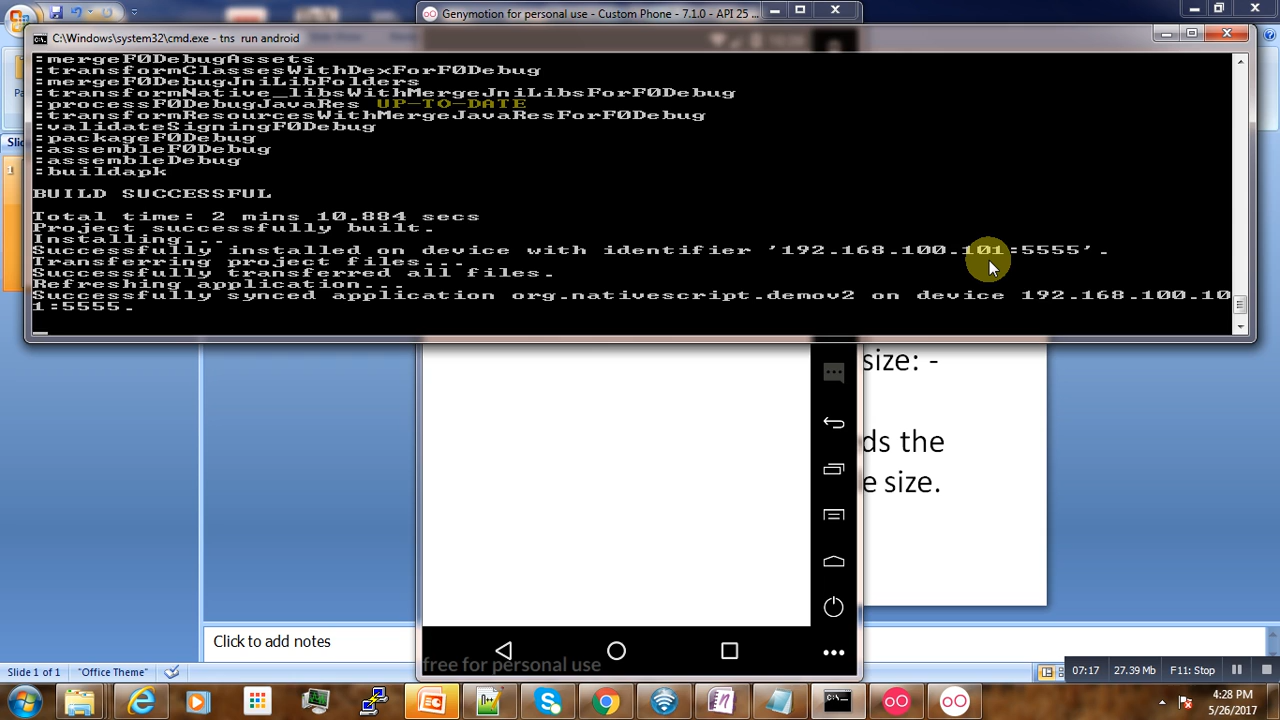 Genymotion for personal use - Custom Phone - 7.1.0 - API 25 ...
C:\Windows\system32\cmd.exe - tns run android
:mergeF0DebugAssets
:transformClassesWithDexForF0Debug
:mergeF0DebugJniLibFolders
:transformNative_libsWithMergeJniLibsForF0Debug
:processF0DebugJavaRes UP-TO-DATE
:transformResourcesWithMergeJavaResForF0Debug
:validateSigningF0Debug
:packageF0Debug
:assembleF0Debug
:assembleDebug
:buildapk
BUILD SUCCESSFUL
Total time: 2 mins 10.884 secs
Project successfully built.
Installing...
Successfully installed on device with identifier '192.168.100.101:5555'.
Transferring project files...
Successfully transferred all files.
Refreshing application...
Successfully synced application org.nativescript.demov2 on device 192.168.100.10
1:5555.
Pa
Slid
1
size: -
ds the
e size.
Click to add notes
free for personal use
Slide 1 of 1
"Office Theme"
07:17
27.39 Mb
F11: Stop
4:28 PM
5/26/2017